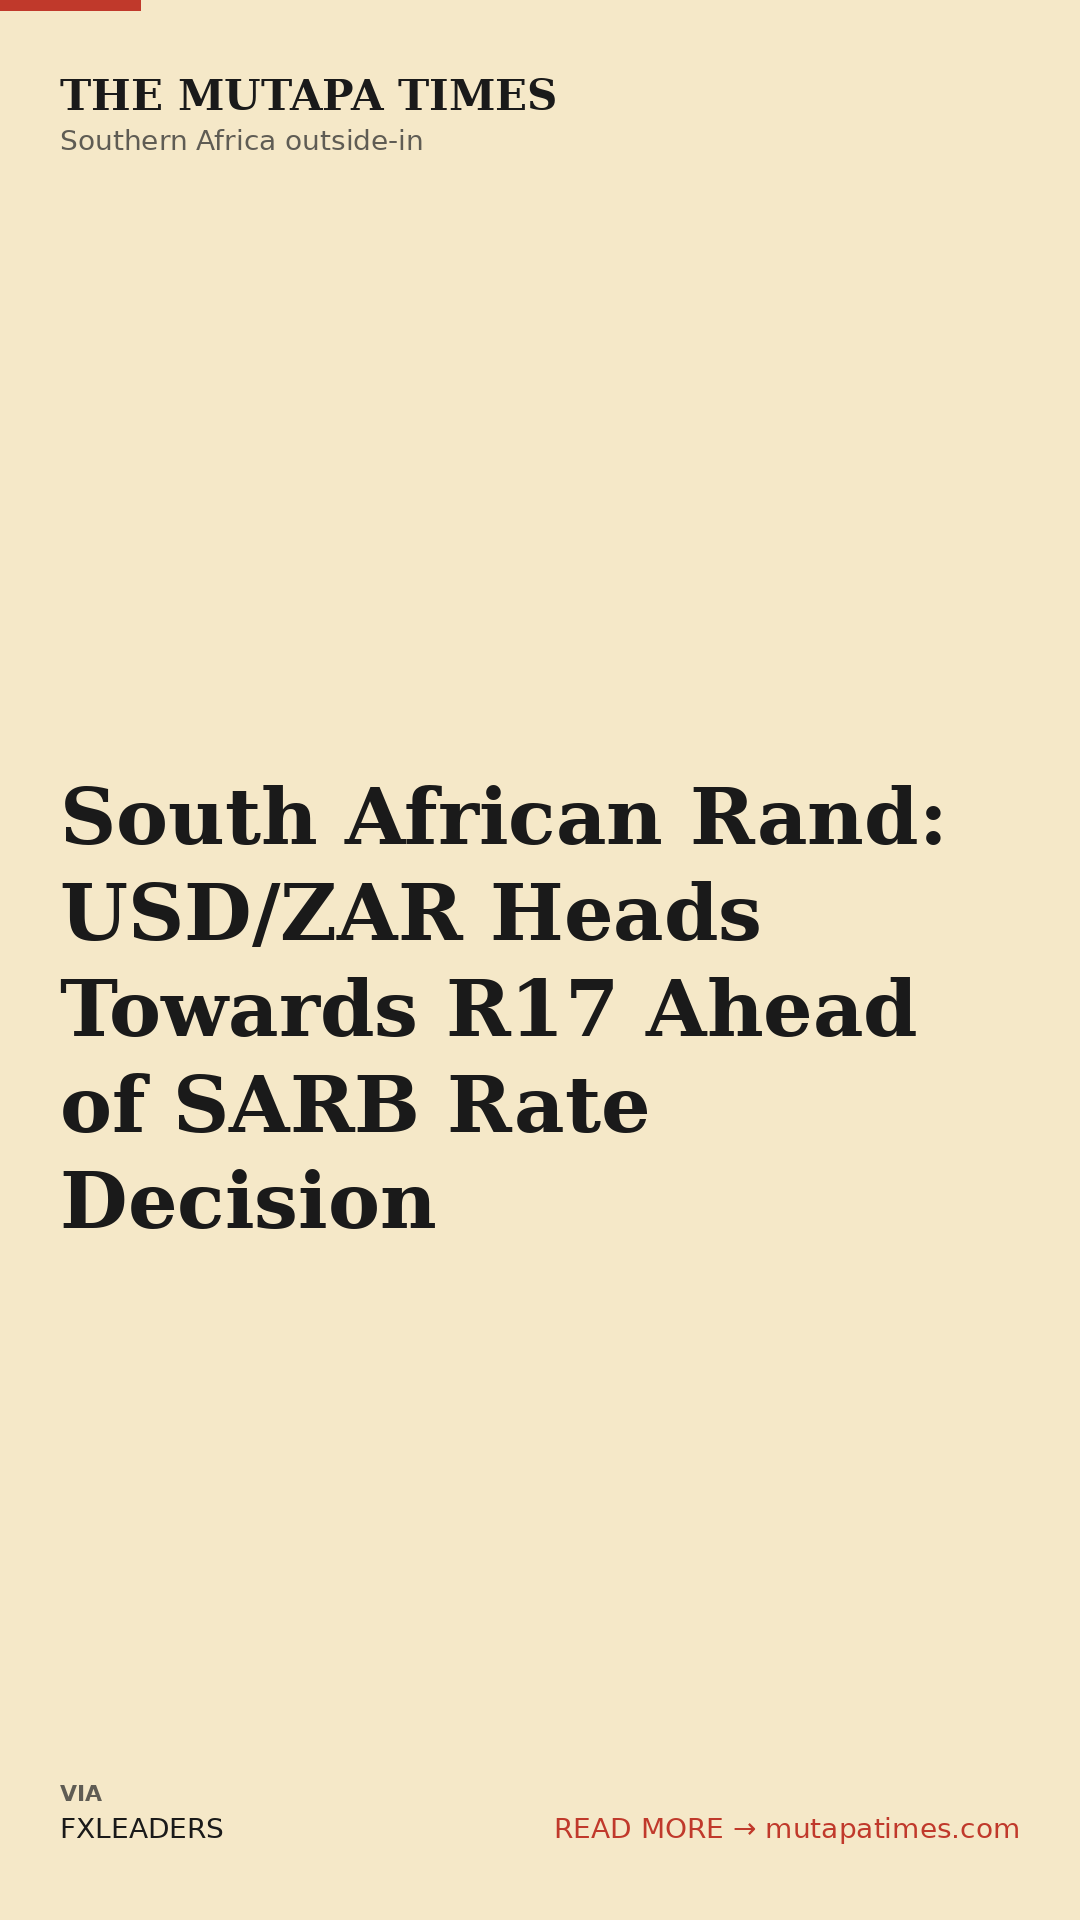 THE MUTAPA TIMES
Southern Africa outside-in
South African Rand:
USD/ZAR Heads
Towards R17 Ahead
of SARB Rate
Decision
VIA
FXLEADERS
READ MORE → mutapatimes.com